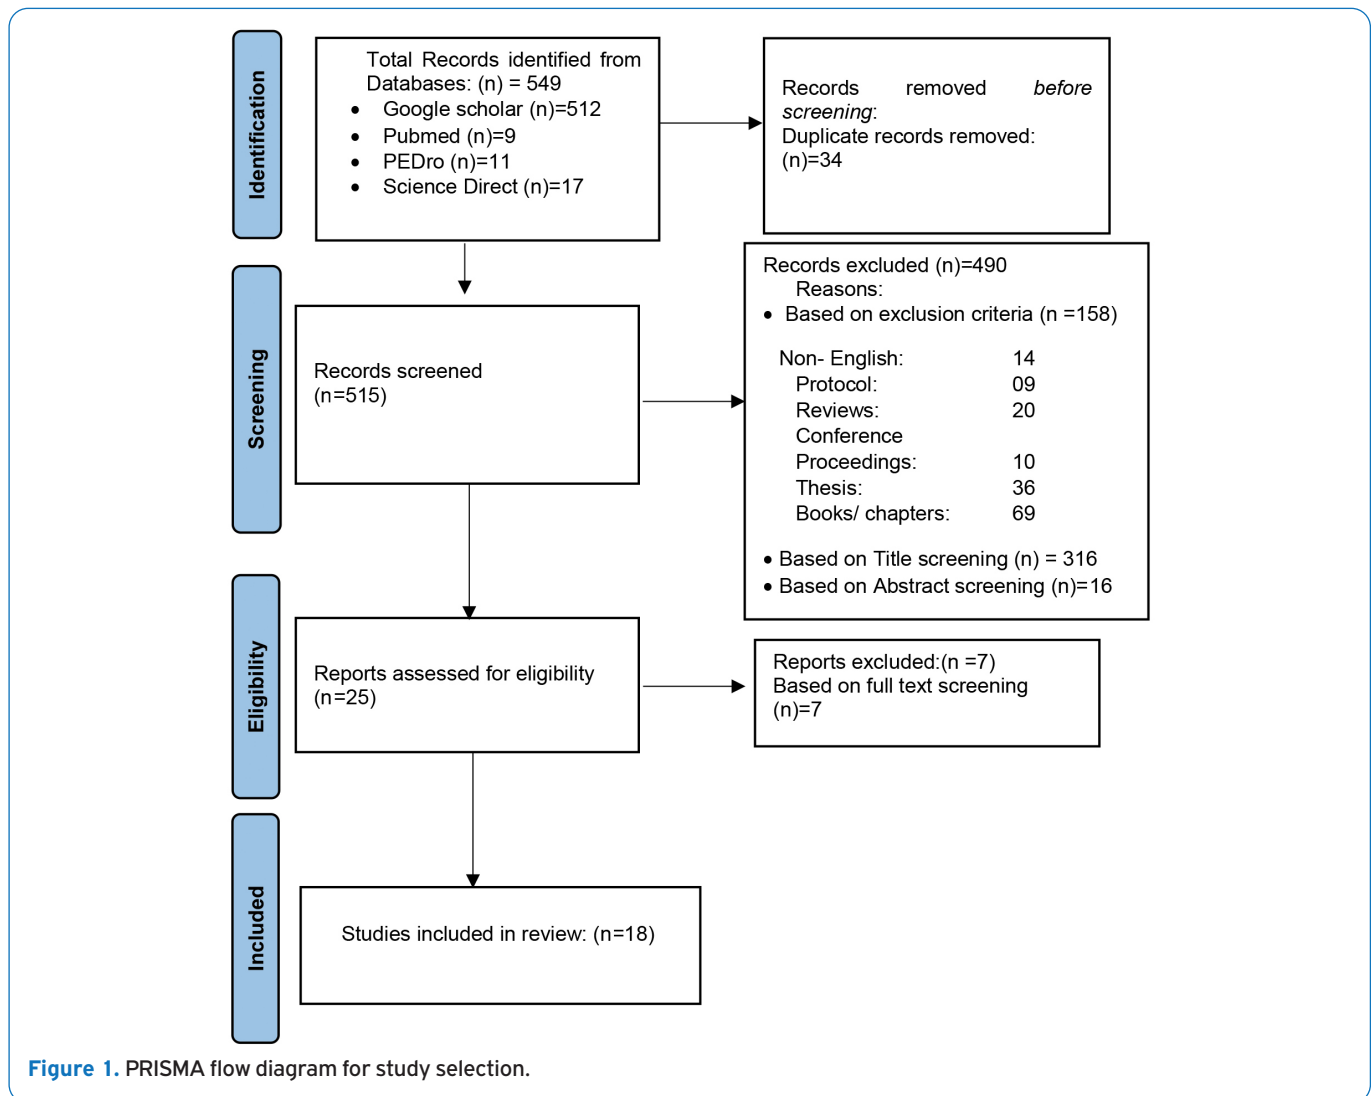 Identification
Total Records identified from
Databases: (n) = 549
• Google scholar (n)=512
• Pubmed (n)=9
• PEDro (n)=11
• Science Direct (n)=17
Records removed before
screening:
Duplicate records removed:
(n)=34
Screening
Records screened
(n=515)
Records excluded (n)=490
Reasons:
• Based on exclusion criteria (n =158)
Non- English: 14
Protocol: 09
Reviews: 20
Conference
Proceedings: 10
Thesis: 36
Books/ chapters: 69
• Based on Title screening (n) = 316
• Based on Abstract screening (n)=16
Eligibility
Reports assessed for eligibility
(n=25)
Reports excluded:(n =7)
Based on full text screening
(n)=7
Included
Studies included in review: (n=18)
Figure 1. PRISMA flow diagram for study selection.